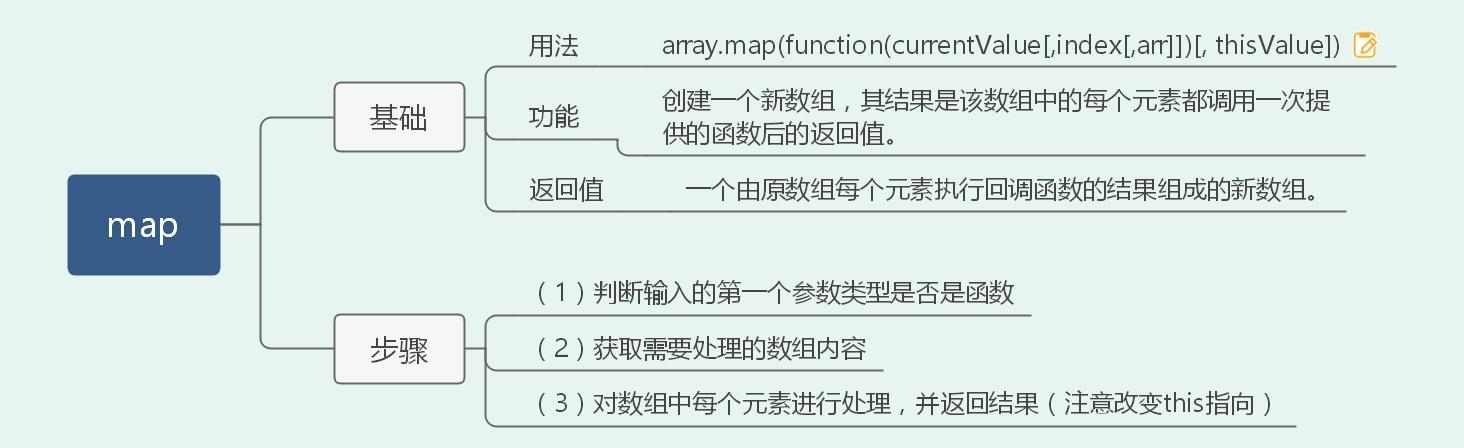 map
基础
用法
array.map(function(currentValue[,index[,arr]])[, thisValue])
功能
创建一个新数组，其结果是该数组中的每个元素都调用一次提
供的函数后的返回值。
返回值
一个由原数组每个元素执行回调函数的结果组成的新数组。
步骤
（1）判断输入的第一个参数类型是否是函数
（2）获取需要处理的数组内容
（3）对数组中每个元素进行处理，并返回结果（注意改变this指向）